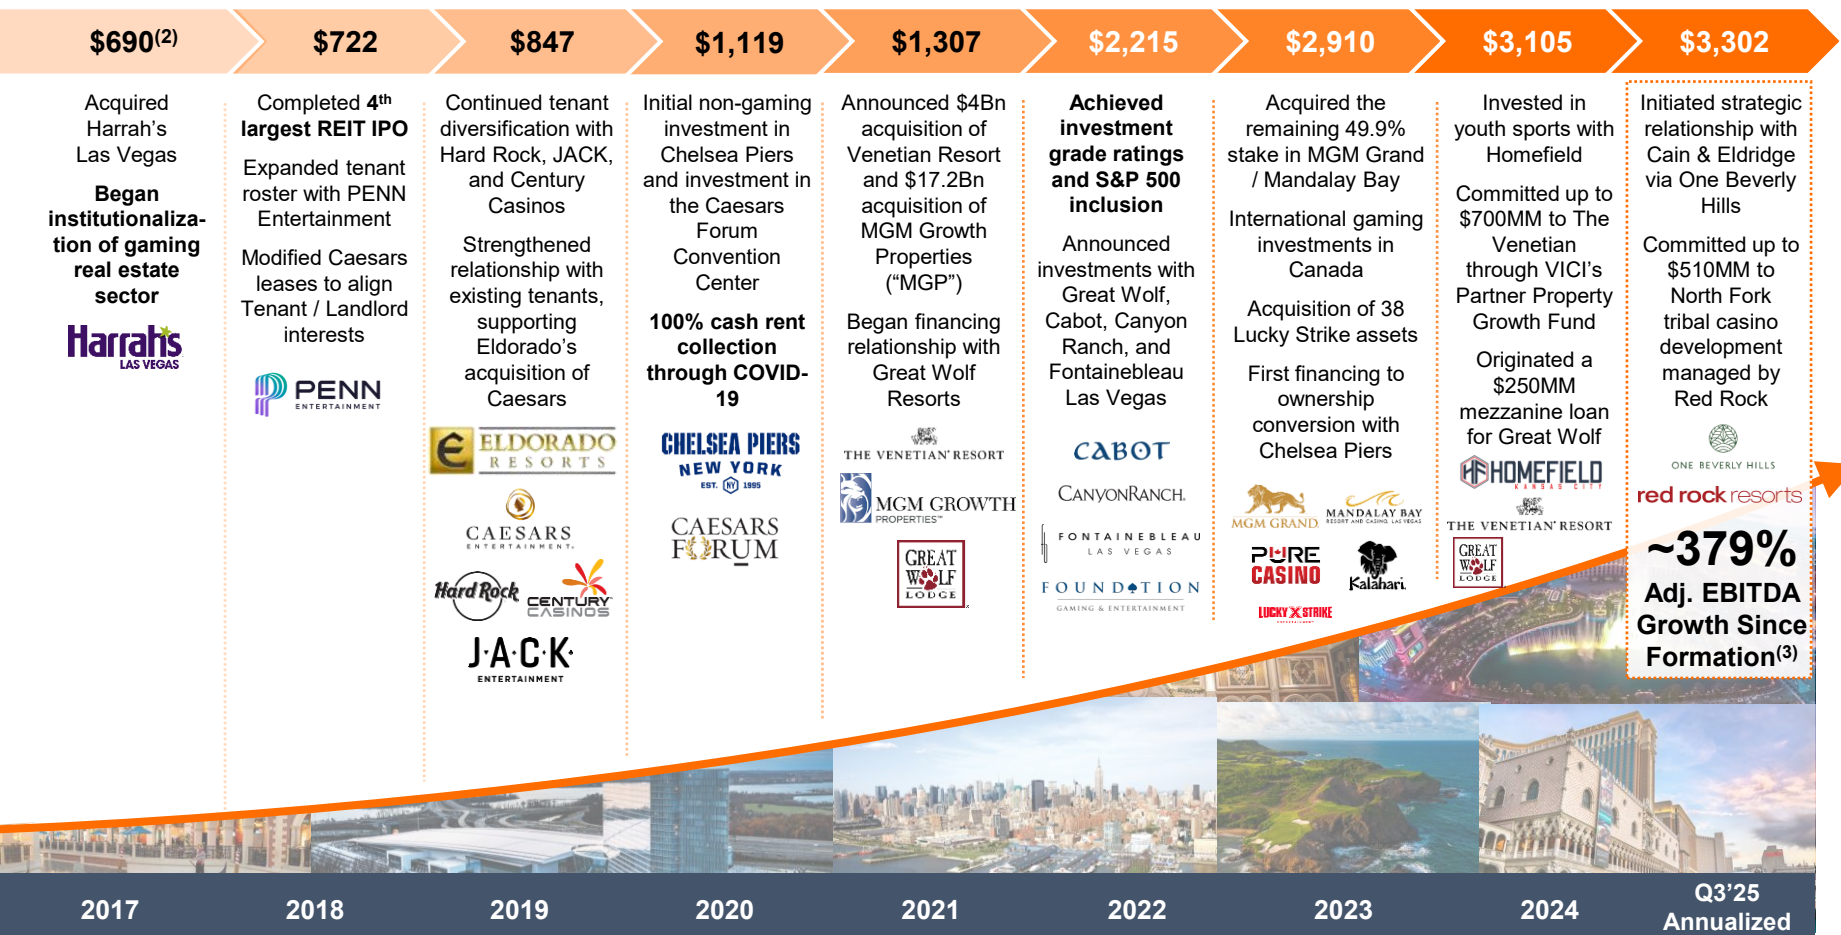 $690(2)
$722
$847
$1,119
$1,307
$2,215
$2,910
$3,105
$3,302
Acquired
Harrah's
Las Vegas
Began
institutionaliza-
tion of gaming
real estate
sector
Harrah's
LAS VEGAS
Completed 4th
largest REIT IPO
Expanded tenant
roster with PENN
Entertainment
Modified Caesars
leases to align
Tenant / Landlord
interests
PENN
ENTERTAINMENT
Continued tenant
diversification with
Hard Rock, JACK,
and Century
Casinos
Strengthened
relationship with
existing tenants,
supporting
Eldorado's
acquisition of
Caesars
ELDORADO
RESORTS
CAESARS
ENTERTAINMENT.
Hard Rock
CENTURY
CASINOS
J·A·C·K·
ENTERTAINMENT
Initial non-gaming
investment in
Chelsea Piers
and investment in
the Caesars
Forum
Convention
Center
100% cash rent
collection
through COVID-
19
CHELSEA PIERS
NEW YORK
EST. NY 1995
CAESARS
FORUM
Announced $4Bn
acquisition of
Venetian Resort
and $17.2Bn
acquisition of
MGM Growth
Properties
("MGP")
Began financing
relationship with
Great Wolf
Resorts
THE VENETIAN® RESORT
MGM GROWTH
PROPERTIES™
GREAT
WOLF
LODGE
Achieved
investment
grade ratings
and S&P 500
inclusion
Announced
investments with
Great Wolf,
Cabot, Canyon
Ranch, and
Fontainebleau
Las Vegas
CABOT
CANYONRANCH.
FONTAINEBLEAU
LAS VEGAS
FOUNDATION
GAMING & ENTERTAINMENT
Acquired the
remaining 49.9%
stake in MGM Grand
/ Mandalay Bay
International gaming
investments in
Canada
Acquisition of 38
Lucky Strike assets
First financing to
ownership
conversion with
Chelsea Piers
MGM GRAND
MANDALAY BAY
RESORT AND CASINO, LAS VEGAS
PURE
CASINO
Kalahari
LUCKY STRIKE
ENTERTAINMENT
Invested in
youth sports with
Homefield
Committed up to
$700MM to The
Venetian
through VICI's
Partner Property
Growth Fund
Originated a
$250MM
mezzanine loan
for Great Wolf
HF HOMEFIELD
KANSAS CITY
THE VENETIAN® RESORT
GREAT
WOLF
LODGE
Initiated strategic
relationship with
Cain & Eldridge
via One Beverly
Hills
Committed up to
$510MM to
North Fork
tribal casino
development
managed by
Red Rock
ONE BEVERLY HILLS
red rock resorts
~379%
Adj. EBITDA
Growth Since
Formation(3)
2017
2018
2019
2020
2021
2022
2023
2024
Q3'25
Annualized